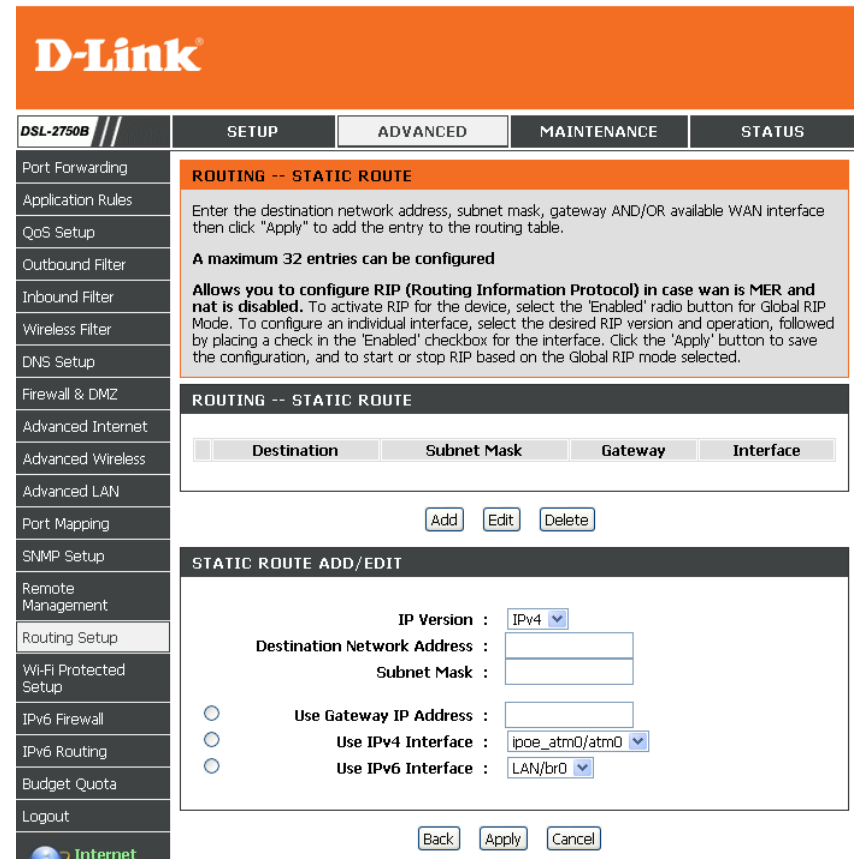 D-Link®
DSL-2750B
SETUP
ADVANCED
MAINTENANCE
STATUS
Port Forwarding
Application Rules
QoS Setup
Outbound Filter
Inbound Filter
Wireless Filter
DNS Setup
Firewall & DMZ
Advanced Internet
Advanced Wireless
Advanced LAN
Port Mapping
SNMP Setup
Remote
Management
Routing Setup
Wi-Fi Protected
Setup
IPv6 Firewall
IPv6 Routing
Budget Quota
Logout
Internet
ROUTING -- STATIC ROUTE
Enter the destination network address, subnet mask, gateway AND/OR available WAN interface
then click "Apply" to add the entry to the routing table.
A maximum 32 entries can be configured
Allows you to configure RIP (Routing Information Protocol) in case wan is MER and
nat is disabled. To activate RIP for the device, select the 'Enabled' radio button for Global RIP
Mode. To configure an individual interface, select the desired RIP version and operation, followed
by placing a check in the 'Enabled' checkbox for the interface. Click the 'Apply' button to save
the configuration, and to start or stop RIP based on the Global RIP mode selected.
ROUTING -- STATIC ROUTE
Destination Subnet Mask Gateway Interface
Add Edit Delete
STATIC ROUTE ADD/EDIT
IP Version : IPv4
Destination Network Address :
Subnet Mask :
Use Gateway IP Address :
Use IPv4 Interface : ipoe_atm0/atm0
Use IPv6 Interface : LAN/br0
Back Apply Cancel